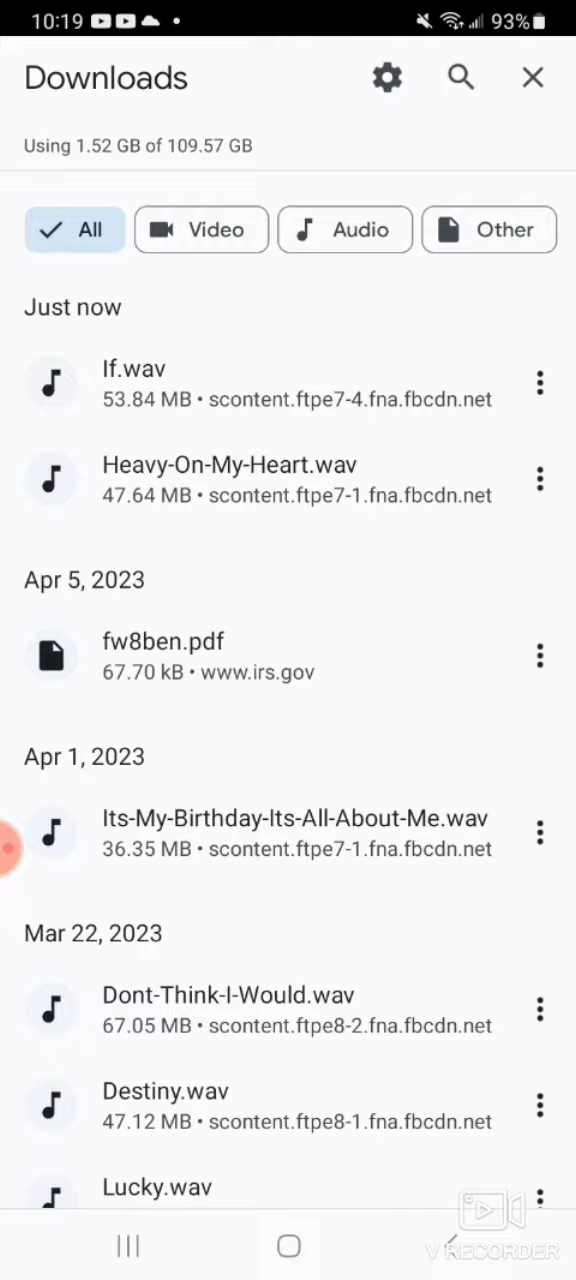 10:19 93%
Downloads
Using 1.52 GB of 109.57 GB
All Video Audio Other
Just now
If.wav
53.84 MB • scontent.ftpe7-4.fna.fbcdn.net
Heavy-On-My-Heart.wav
47.64 MB • scontent.ftpe7-1.fna.fbcdn.net
Apr 5, 2023
fw8ben.pdf
67.70 kB • www.irs.gov
Apr 1, 2023
Its-My-Birthday-Its-All-About-Me.wav
36.35 MB • scontent.ftpe7-1.fna.fbcdn.net
Mar 22, 2023
Dont-Think-I-Would.wav
67.05 MB • scontent.ftpe8-2.fna.fbcdn.net
Destiny.wav
47.12 MB • scontent.ftpe8-1.fna.fbcdn.net
Lucky.wav
V RECORDER